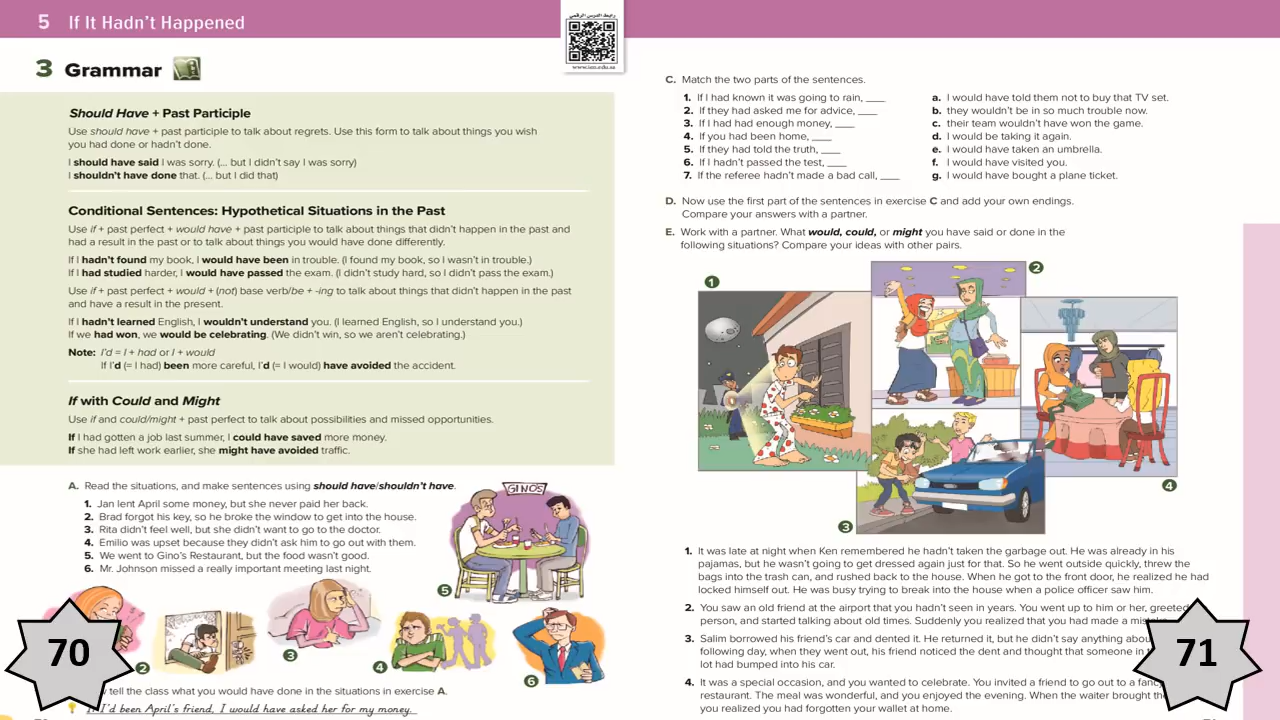 5 If It Hadn't Happened
رابط الدرس الرقمي
www.ien.edu.sa
3 Grammar
Should Have + Past Participle
Use should have + past participle to talk about regrets. Use this form to talk about things you wish
you had done or hadn't done.
I should have said I was sorry. (... but I didn't say I was sorry)
I shouldn't have done that. (... but I did that)
Conditional Sentences: Hypothetical Situations in the Past
Use if + past perfect + would have + past participle to talk about things that didn't happen in the past and
had a result in the past or to talk about things you would have done differently.
If I hadn't found my book, I would have been in trouble. (I found my book, so I wasn't in trouble.)
If I had studied harder, I would have passed the exam. (I didn't study hard, so I didn't pass the exam.)
Use if + past perfect + would + (not) base verb/be + -ing to talk about things that didn't happen in the past
and have a result in the present.
If I hadn't learned English, I wouldn't understand you. (I learned English, so I understand you.)
If we had won, we would be celebrating. (We didn't win, so we aren't celebrating.)
Note: I'd = I + had or I + would
If I'd (= I had) been more careful, I'd (= I would) have avoided the accident.
If with Could and Might
Use if and could/might + past perfect to talk about possibilities and missed opportunities.
If I had gotten a job last summer, I could have saved more money.
If she had left work earlier, she might have avoided traffic.
A. Read the situations, and make sentences using should have/shouldn't have.
1. Jan lent April some money, but she never paid her back.
2. Brad forgot his key, so he broke the window to get into the house.
3. Rita didn't feel well, but she didn't want to go to the doctor.
4. Emilio was upset because they didn't ask him to go out with them.
5. We went to Gino's Restaurant, but the food wasn't good.
6. Mr. Johnson missed a really important meeting last night.
GINOS
5
2
3
4
6
70
tell the class what you would have done in the situations in exercise A.
If I'd been April's friend, I would have asked her for my money.
C. Match the two parts of the sentences.
1. If I had known it was going to rain, ___
2. If they had asked me for advice, ___
3. If I had had enough money, ___
4. If you had been home, ___
5. If they had told the truth, ___
6. If I hadn't passed the test, ___
7. If the referee hadn't made a bad call, ___
a. I would have told them not to buy that TV set.
b. they wouldn't be in so much trouble now.
c. their team wouldn't have won the game.
d. I would be taking it again.
e. I would have taken an umbrella.
f. I would have visited you.
g. I would have bought a plane ticket.
D. Now use the first part of the sentences in exercise C and add your own endings.
Compare your answers with a partner.
E. Work with a partner. What would, could, or might you have said or done in the
following situations? Compare your ideas with other pairs.
1
2
3
4
1. It was late at night when Ken remembered he hadn't taken the garbage out. He was already in his
pajamas, but he wasn't going to get dressed again just for that. So he went outside quickly, threw the
bags into the trash can, and rushed back to the house. When he got to the front door, he realized he had
locked himself out. He was busy trying to break into the house when a police officer saw him.
2. You saw an old friend at the airport that you hadn't seen in years. You went up to him or her, greeted
person, and started talking about old times. Suddenly you realized that you had made a
3. Salim borrowed his friend's car and dented it. He returned it, but he didn't say anything
following day, when they went out, his friend noticed the dent and thought that someone in
lot had bumped into his car.
4. It was a special occasion, and you wanted to celebrate. You invited a friend to go out to a
restaurant. The meal was wonderful, and you enjoyed the evening. When the waiter brought
you realized you had forgotten your wallet at home.
71